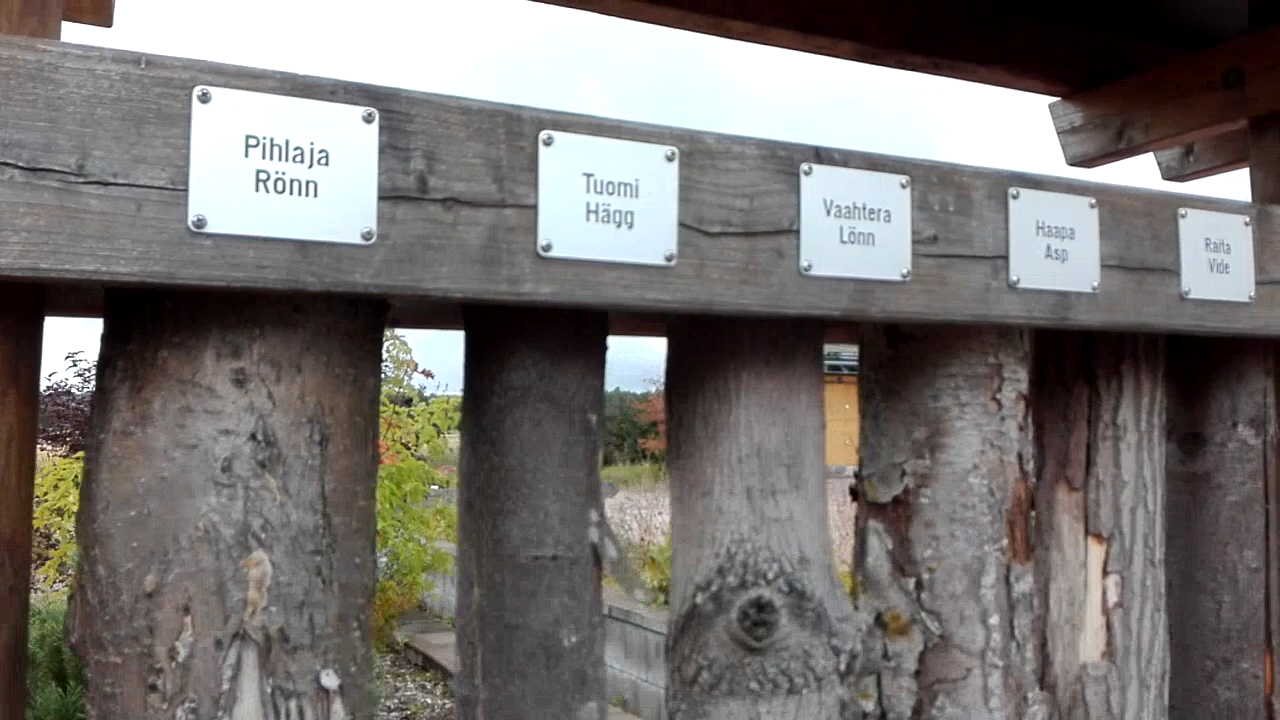 Pihlaja
Rönn
Tuomi
Hägg
Vaahtera
Lönn
Haapa
Asp
Raita
Vide